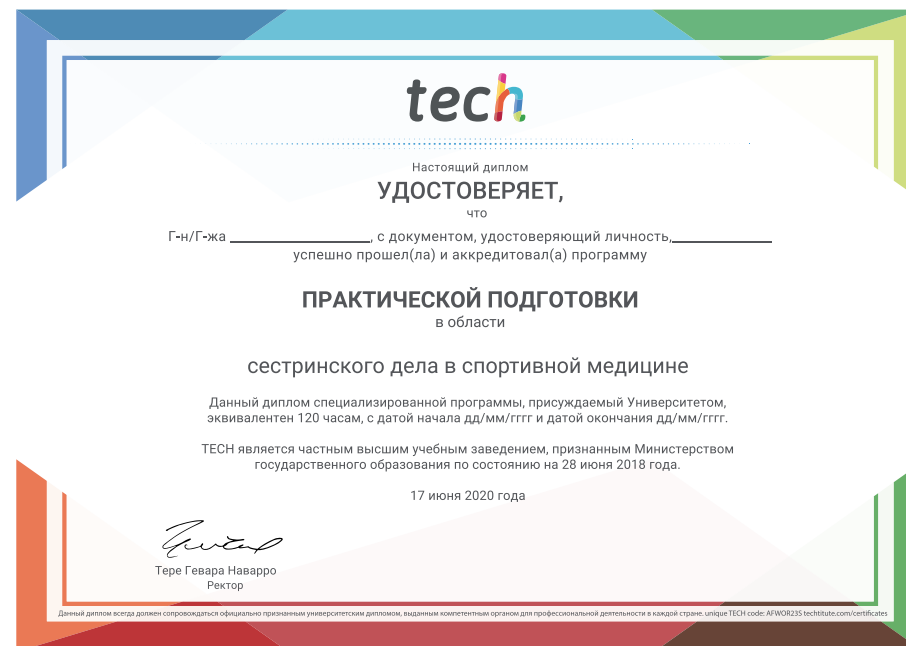 tech
Настоящий диплом
УДОСТОВЕРЯЕТ,
что
Г-н/Г-жа ____________________, с документом, удостоверяющий личность,______________
успешно прошел(ла) и аккредитовал(а) программу
ПРАКТИЧЕСКОЙ ПОДГОТОВКИ
в области
сестринского дела в спортивной медицине
Данный диплом специализированной программы, присуждаемый Университетом,
эквивалентен 120 часам, с датой начала дд/мм/гггг и датой окончания дд/мм/гггг.
TECH является частным высшим учебным заведением, признанным Министерством
государственного образования по состоянию на 28 июня 2018 года.
17 июня 2020 года
Тере Гевара Наварро
Ректор
Данный диплом всегда должен сопровождаться официально признанным университетским дипломом, выданным компетентным органом для профессиональной деятельности в каждой стране. unique TECH code: AFWOR23S techtitute.com/certificates